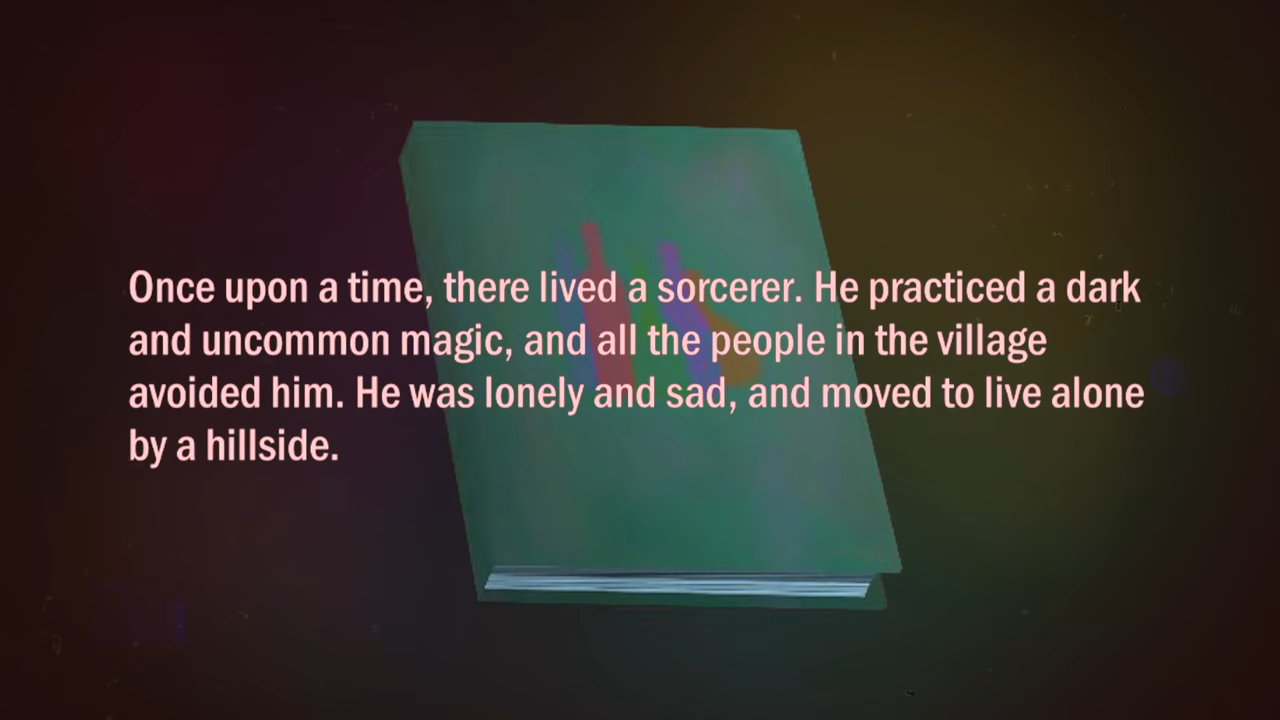 Once upon a time, there lived a sorcerer. He practiced a dark
and uncommon magic, and all the people in the village
avoided him. He was lonely and sad, and moved to live alone
by a hillside.